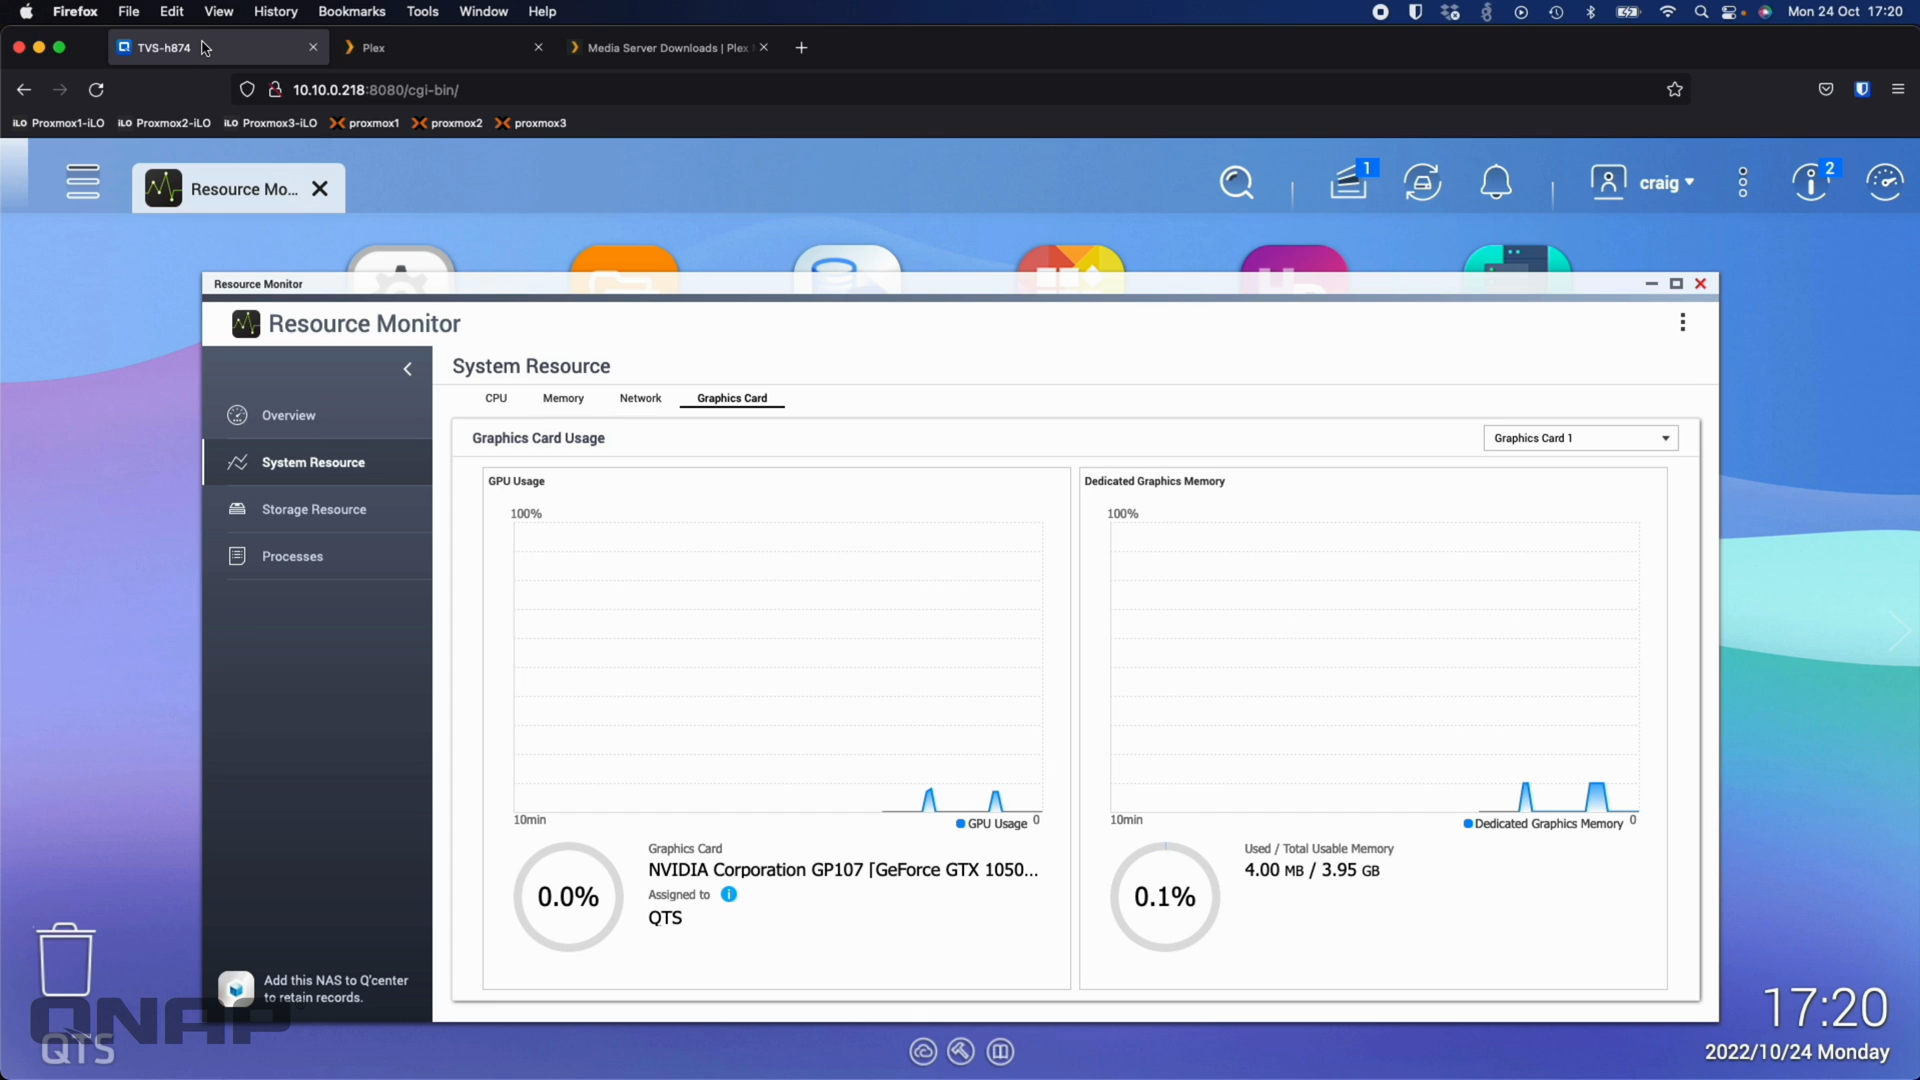 Firefox File Edit View History Bookmarks Tools Window Help Mon 24 Oct 17:20
TVS-h874 Plex Media Server Downloads | Plex
10.10.0.218:8080/cgi-bin/
iLO Proxmox1-iLO iLO Proxmox2-iLO iLO Proxmox3-iLO proxmox1 proxmox2 proxmox3
Resource Mo... 1 craig 2
Resource Monitor
Resource Monitor
System Resource
CPU Memory Network Graphics Card
Overview
System Resource
Storage Resource
Processes
Graphics Card Usage Graphics Card 1
GPU Usage
100%
10min GPU Usage 0
0.0%
Graphics Card
NVIDIA Corporation GP107 [GeForce GTX 1050...
Assigned to
QTS
Dedicated Graphics Memory
100%
10min Dedicated Graphics Memory 0
0.1%
Used / Total Usable Memory
4.00 MB / 3.95 GB
Add this NAS to Q'center
to retain records.
QNAP
QTS
17:20
2022/10/24 Monday